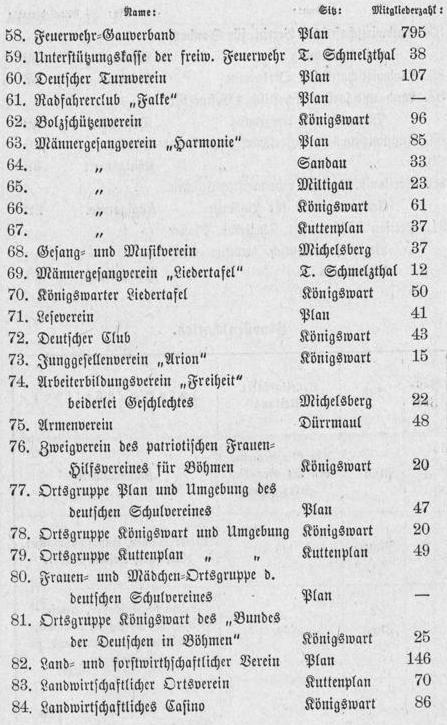 Name: Sitz: Mitgliederzahl:
58. Feuerwehr-Gauverband Plan 795
59. Unterstützungskasse der freiw. Feuerwehr T. Schmelzthal 38
60. Deutscher Turnverein Plan 107
61. Radfahrerclub „Falke“ Plan —
62. Bolzschützenverein Königswart 96
63. Männergesangverein „Harmonie“ Plan 85
64. „ Sandau 33
65. „ Miltigau 23
66. „ Königswart 61
67. „ Kuttenplan 37
68. Gesang- und Musikverein Michelsberg 37
69. Männergesangverein „Liedertafel“ T. Schmelzthal 12
70. Königswarter Liedertafel Königswart 50
71. Leseverein Plan 41
72. Deutscher Club Königswart 43
73. Junggesellenverein „Arion“ Königswart 15
74. Arbeiterbildungsverein „Freiheit“
beiderlei Geschlechtes Michelsberg 22
75. Armenverein Dürrmaul 48
76. Zweigverein des patriotischen Frauen-
Hilfsvereines für Böhmen Königswart 20
77. Ortsgruppe Plan und Umgebung des
deutschen Schulvereines Plan 47
78. Ortsgruppe Königswart und Umgebung Königswart 20
79. Ortsgruppe Kuttenplan „ „ Kuttenplan 49
80. Frauen- und Mädchen-Ortsgruppe d.
deutschen Schulvereines Plan —
81. Ortsgruppe Königswart des „Bundes
der Deutschen in Böhmen“ Königswart 25
82. Land- und forstwirthschaftlicher Verein Plan 146
83. Landwirtschaftlicher Ortsverein Kuttenplan 70
84. Landwirtschaftliches Casino Königswart 86